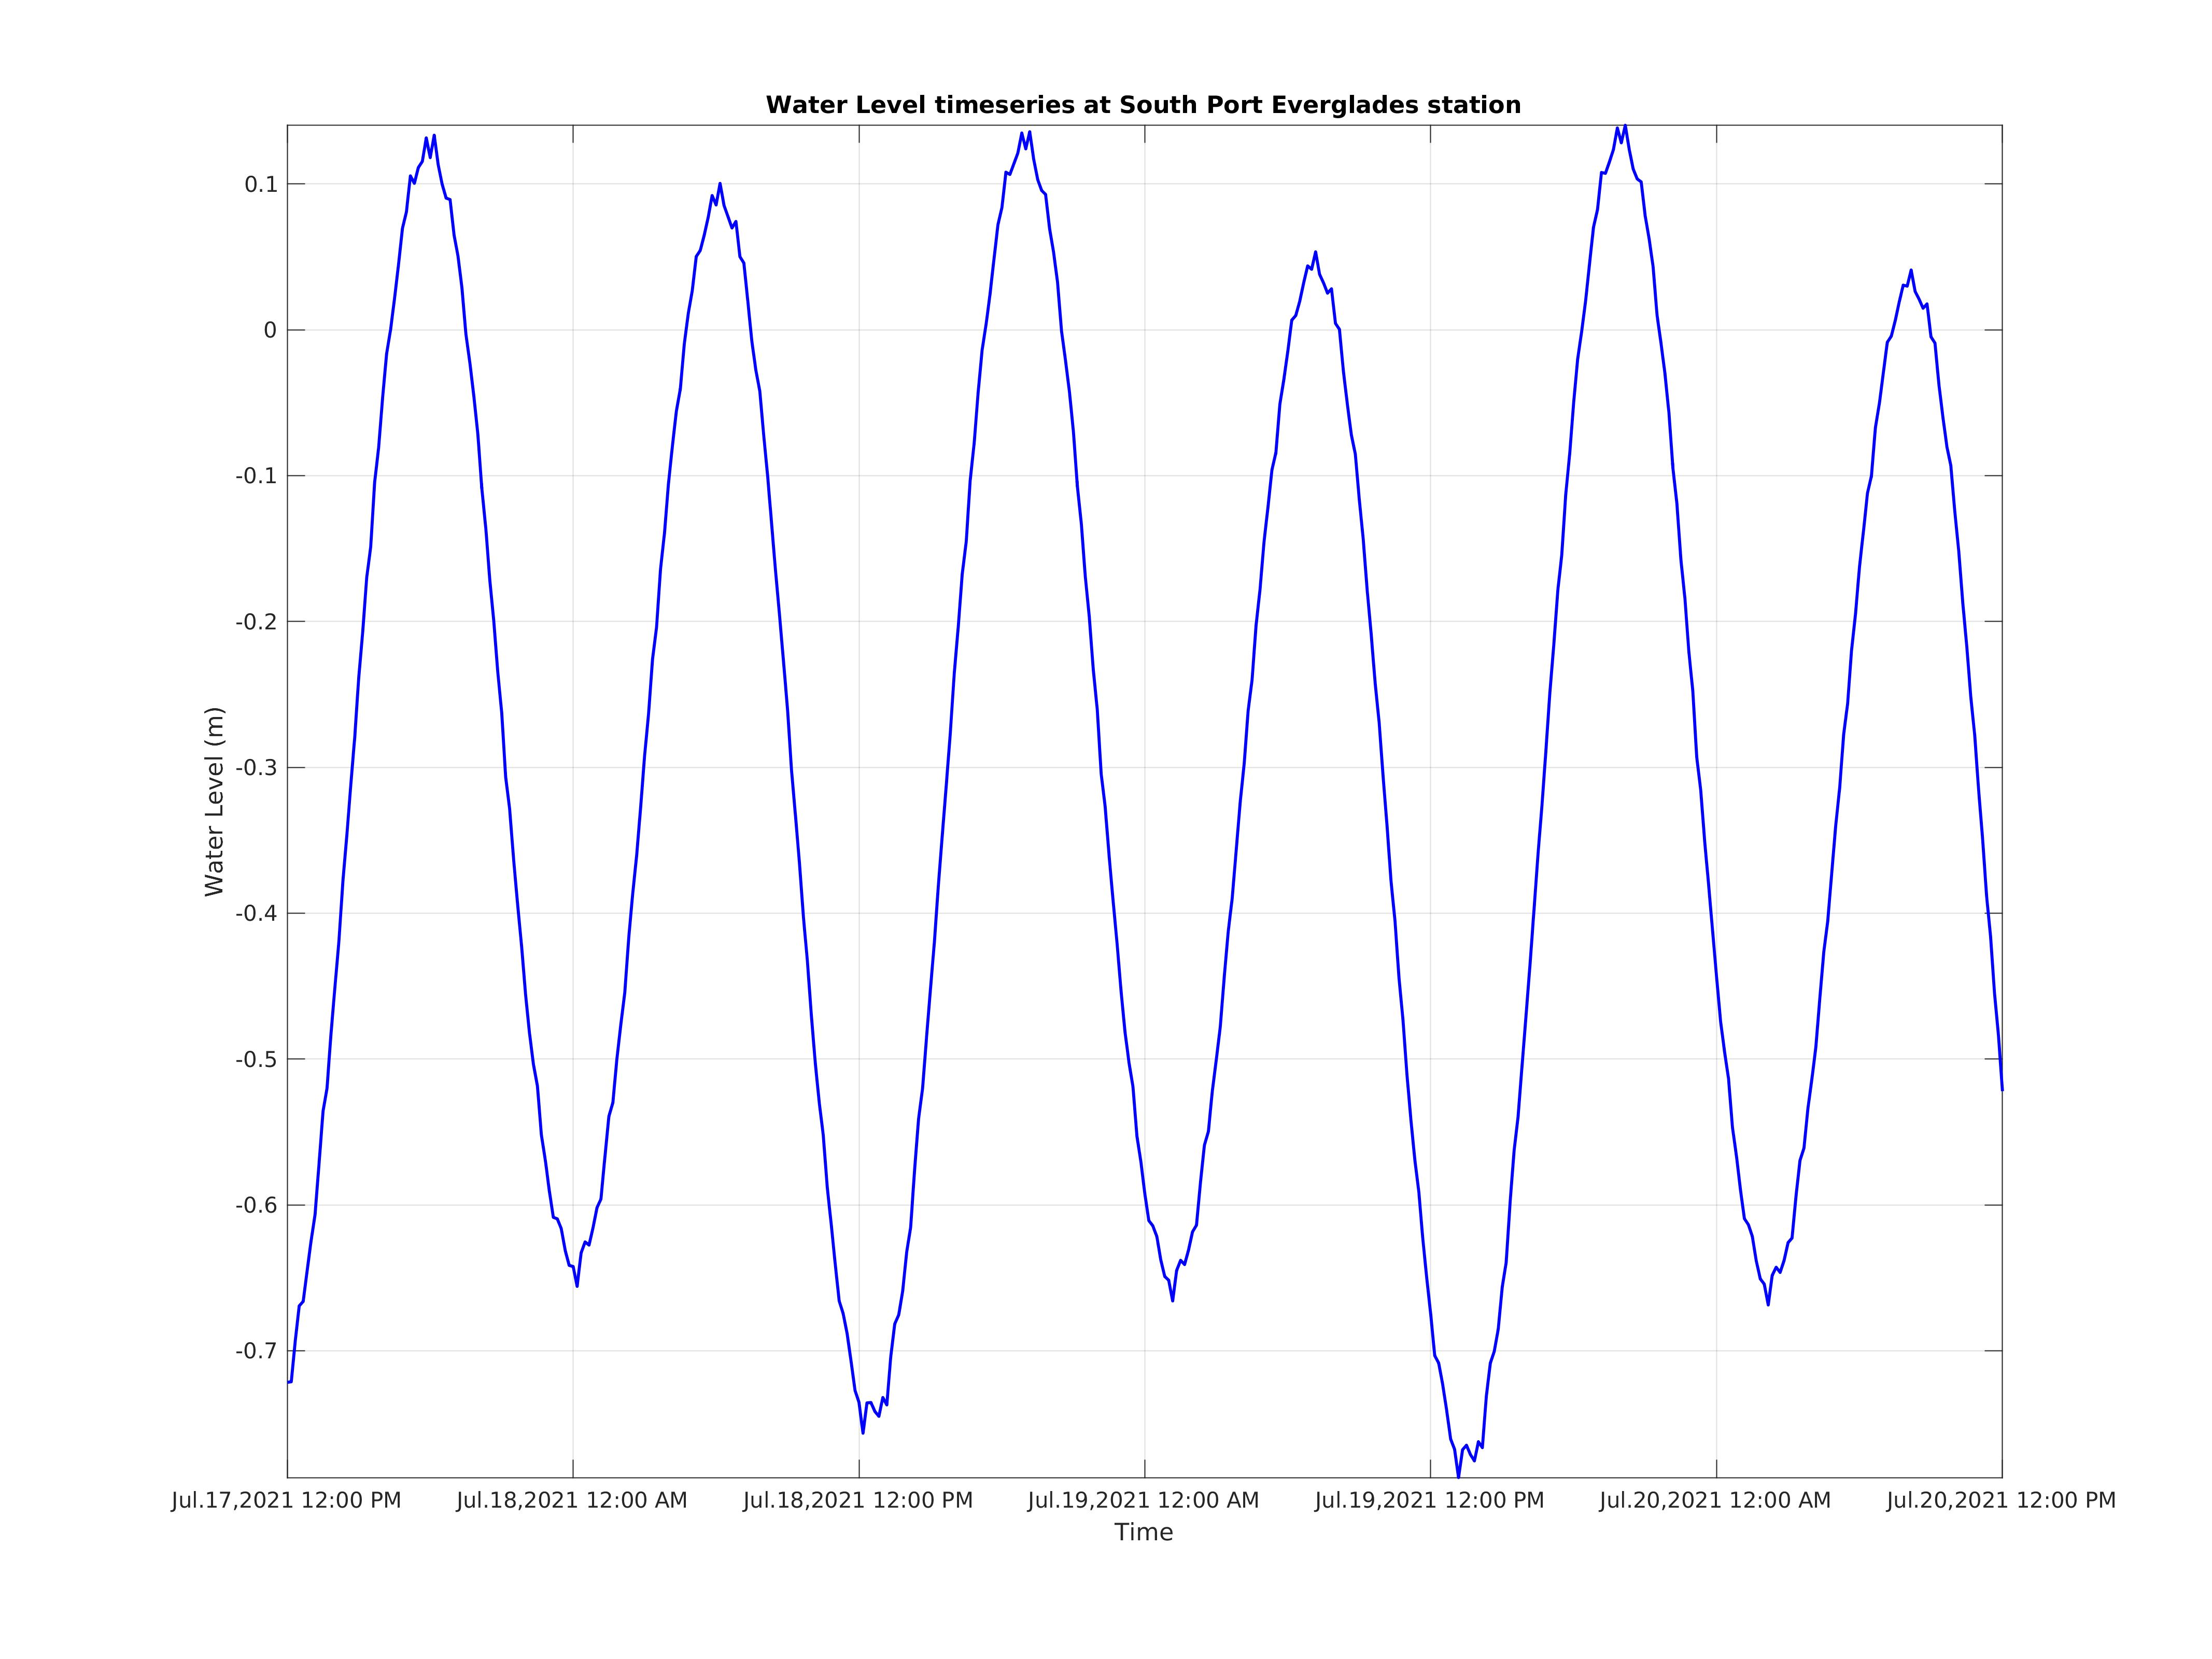 Water Level timeseries at South Port Everglades station
0.1
0
-0.1
-0.2
-0.3
-0.4
-0.5
-0.6
-0.7
Water Level (m)
Jul.17,2021 12:00 PM
Jul.18,2021 12:00 AM
Jul.18,2021 12:00 PM
Jul.19,2021 12:00 AM
Jul.19,2021 12:00 PM
Jul.20,2021 12:00 AM
Jul.20,2021 12:00 PM
Time